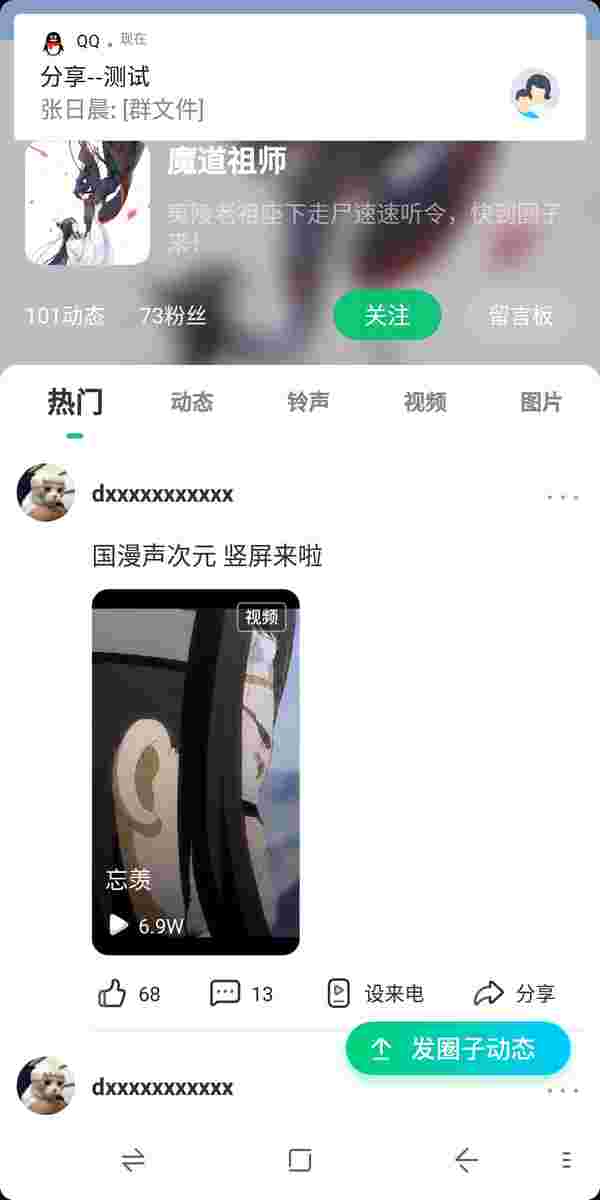 QQ 。现在
分享--测试
张日晨: [群文件]
魔道祖师
夷陵老祖座下走尸速速听令，快到圈子
来！
101动态 73粉丝 关注 留言板
热门 动态 铃声 视频 图片
dxxxxxxxxxxx
国漫声次元 竖屏来啦
视频
忘羡
6.9W
68 13 设来电 分享
发圈子动态
dxxxxxxxxxxx